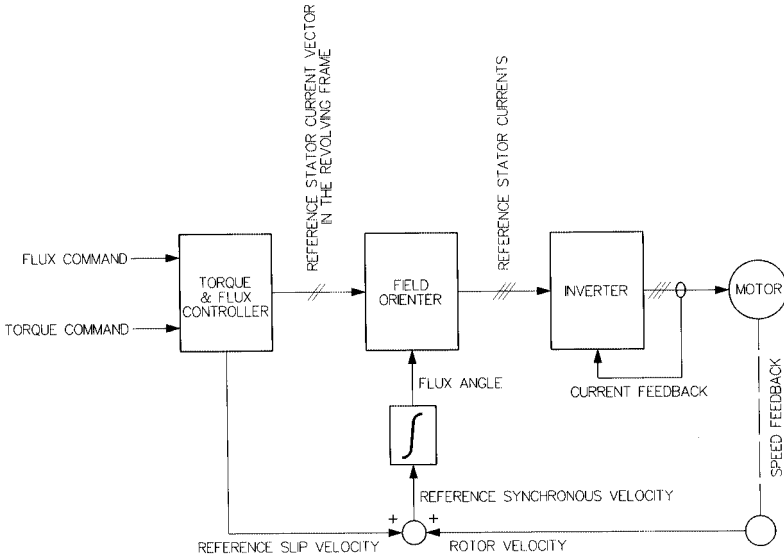 REFERENCE STATOR CURRENT VECTOR
IN THE REVOLVING FRAME
REFERENCE STATOR CURRENTS
FLUX COMMAND
TORQUE COMMAND
TORQUE
& FLUX
CONTROLLER
FIELD
ORIENTER
INVERTER
MOTOR
FLUX ANGLE
CURRENT FEEDBACK
SPEED FEEDBACK
∫
REFERENCE SYNCHRONOUS VELOCITY
+
+
REFERENCE SLIP VELOCITY
ROTOR VELOCITY